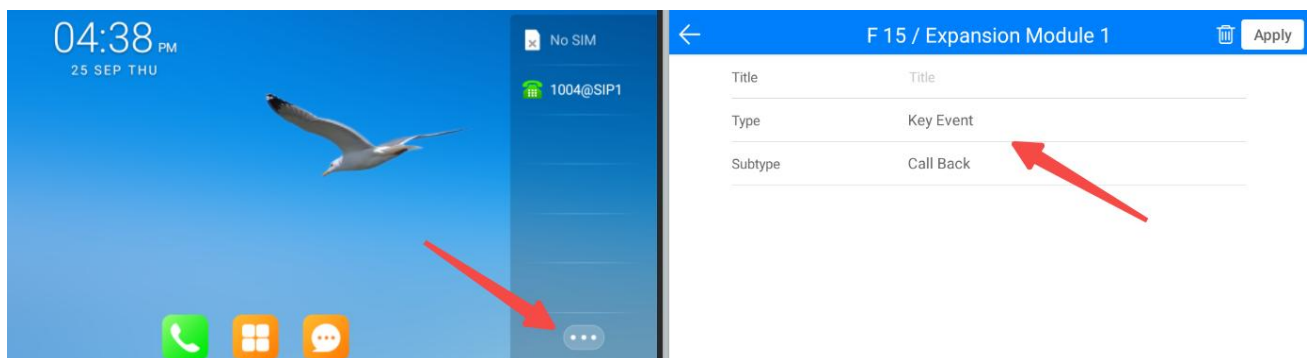 04:38 PM
25 SEP THU
No SIM
1004@SIP1
F 15 / Expansion Module 1
Apply
Title Title
Type Key Event
Subtype Call Back